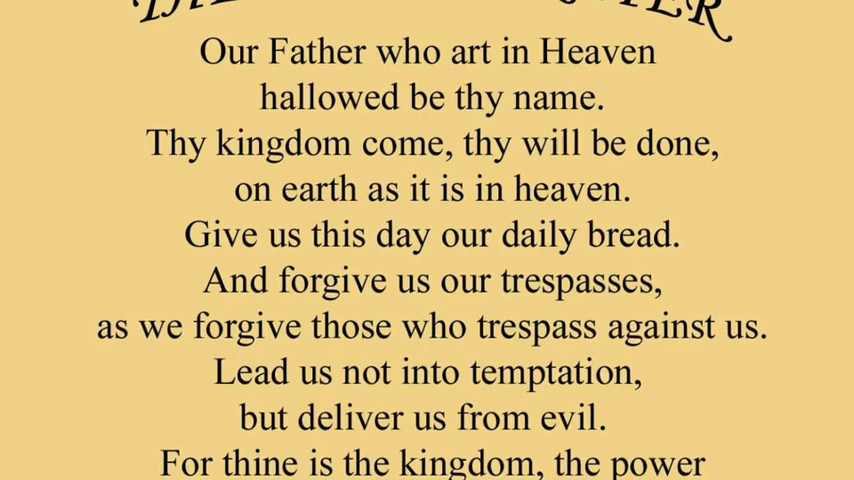 Our Father who art in Heaven
hallowed be thy name.
Thy kingdom come, thy will be done,
on earth as it is in heaven.
Give us this day our daily bread.
And forgive us our trespasses,
as we forgive those who trespass against us.
Lead us not into temptation,
but deliver us from evil.
For thine is the kingdom, the power